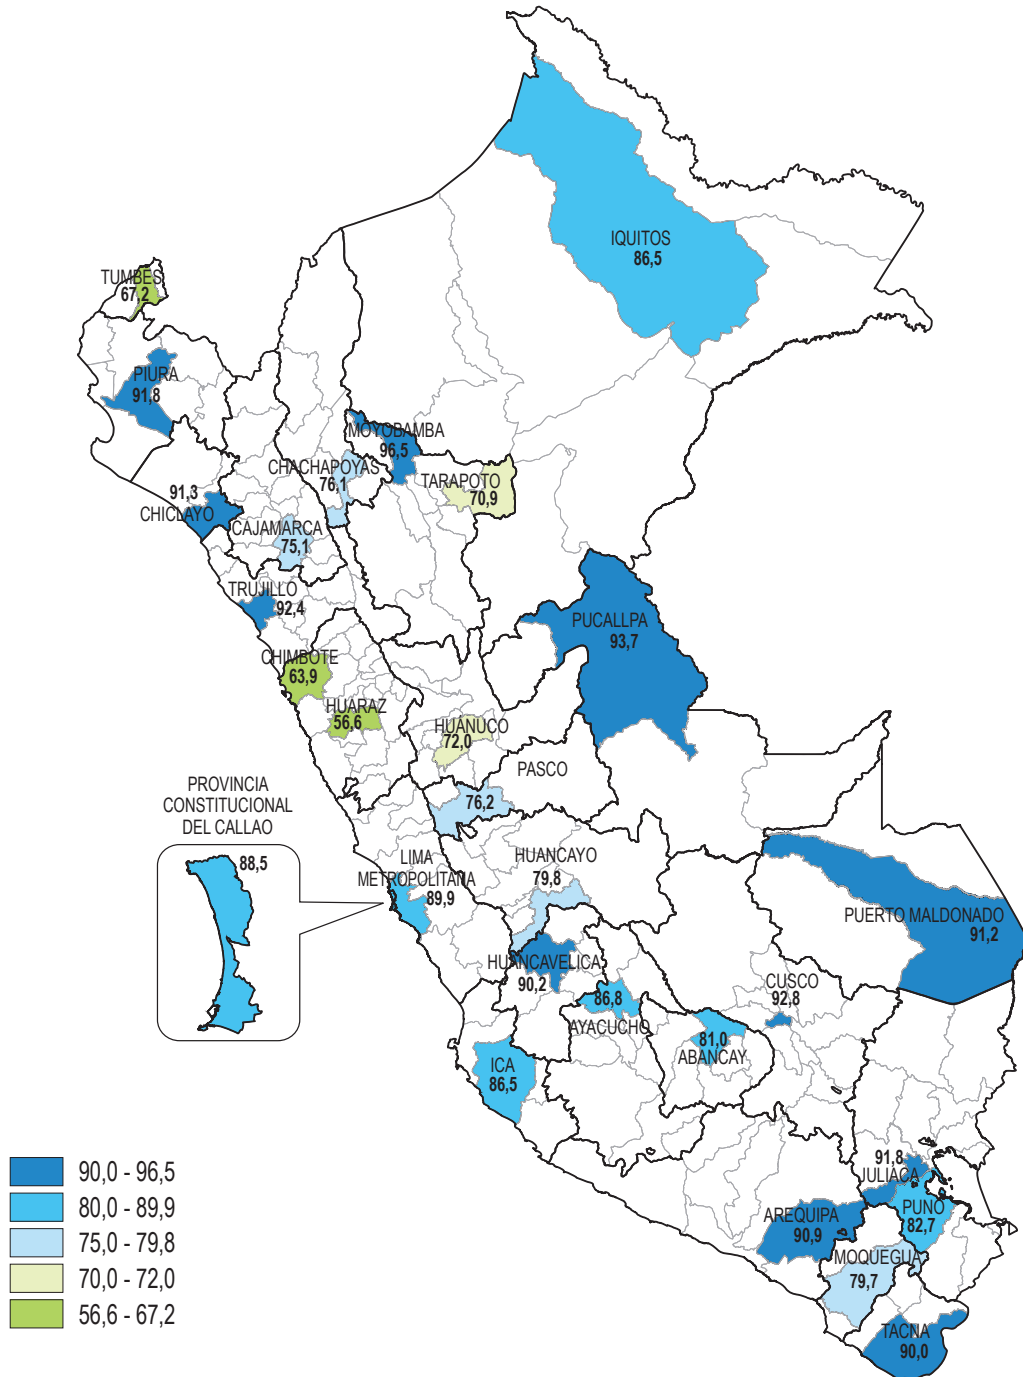 IQUITOS
86,5
TUMBES
67,2
PIURA
91,8
MOYOBAMBA
96,5
CHACHAPOYAS
76,1
TARAPOTO
70,9
91,3
CHICLAYO
CAJAMARCA
75,1
TRUJILLO
92,4
PUCALLPA
93,7
CHIMBOTE
63,9
HUARAZ
56,6
HUANUCO
72,0
PASCO
76,2
PROVINCIA
CONSTITUCIONAL
DEL CALLAO
88,5
LIMA
METROPOLITANA
89,9
HUANCAYO
79,8
PUERTO MALDONADO
91,2
HUANCAVELICA
90,2
CUSCO
92,8
86,8
AYACUCHO
81,0
ABANCAY
ICA
86,5
91,8
JULIACA
PUNO
82,7
AREQUIPA
90,9
MOQUEGUA
79,7
TACNA
90,0
90,0 - 96,5
80,0 - 89,9
75,0 - 79,8
70,0 - 72,0
56,6 - 67,2